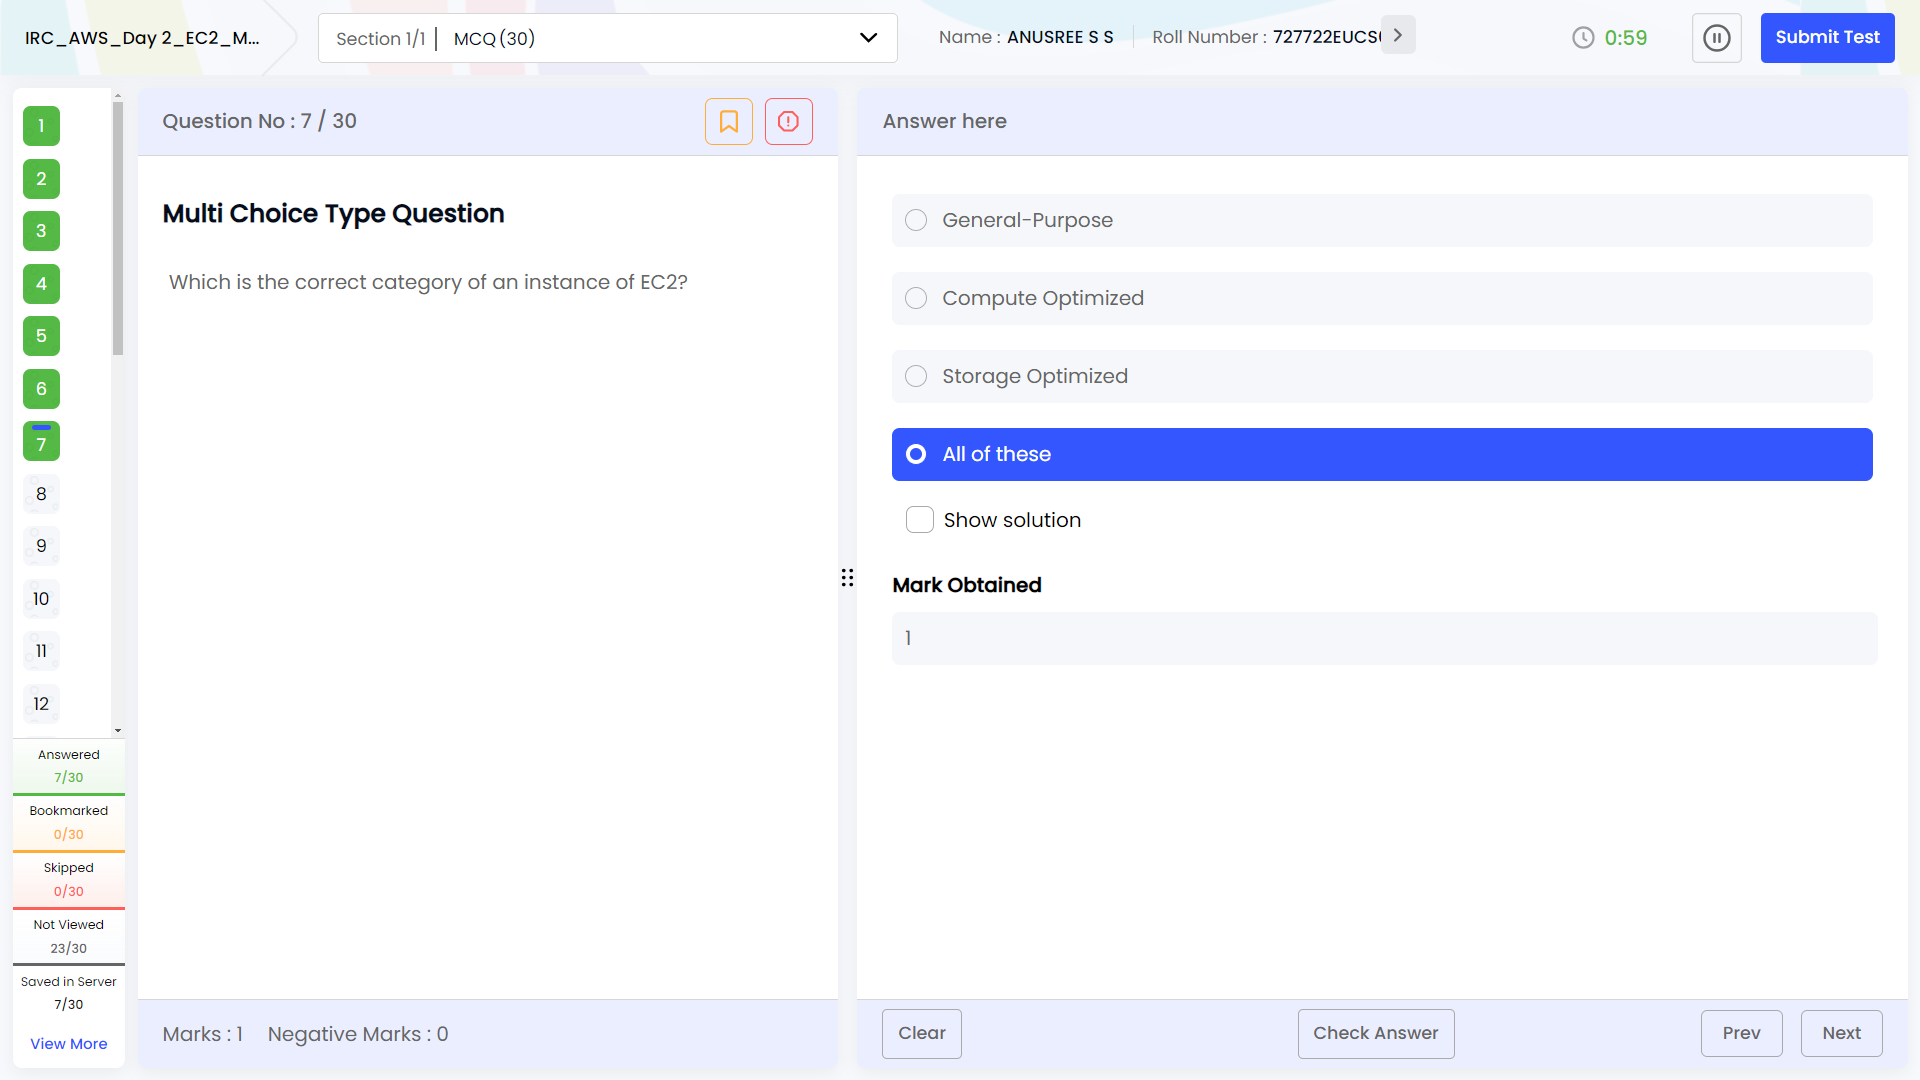 IRC_AWS_Day 2_EC2_M...
Section 1/1 | MCQ (30)
Name : ANUSREE S S
Roll Number : 727722EUCS
0:59
Submit Test
1
2
3
4
5
6
7
8
9
10
11
12
Answered
7/30
Bookmarked
0/30
Skipped
0/30
Not Viewed
23/30
Saved in Server
7/30
View More
Question No : 7 / 30
Multi Choice Type Question
Which is the correct category of an instance of EC2?
Marks : 1 Negative Marks : 0
Answer here
General-Purpose
Compute Optimized
Storage Optimized
All of these
Show solution
Mark Obtained
1
Clear
Check Answer
Prev
Next